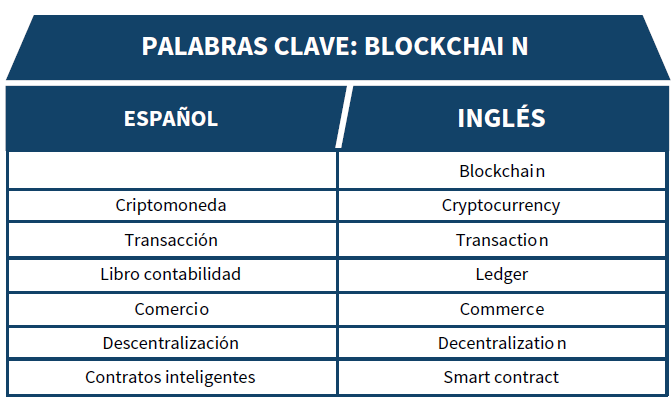 PALABRAS CLAVE: BLOCKCHAI N
ESPAÑOL INGLÉS
Blockchain
Criptomoneda Cryptocurrency
Transacción Transaction
Libro contabilidad Ledger
Comercio Commerce
Descentralización Decentralization
Contratos inteligentes Smart contract